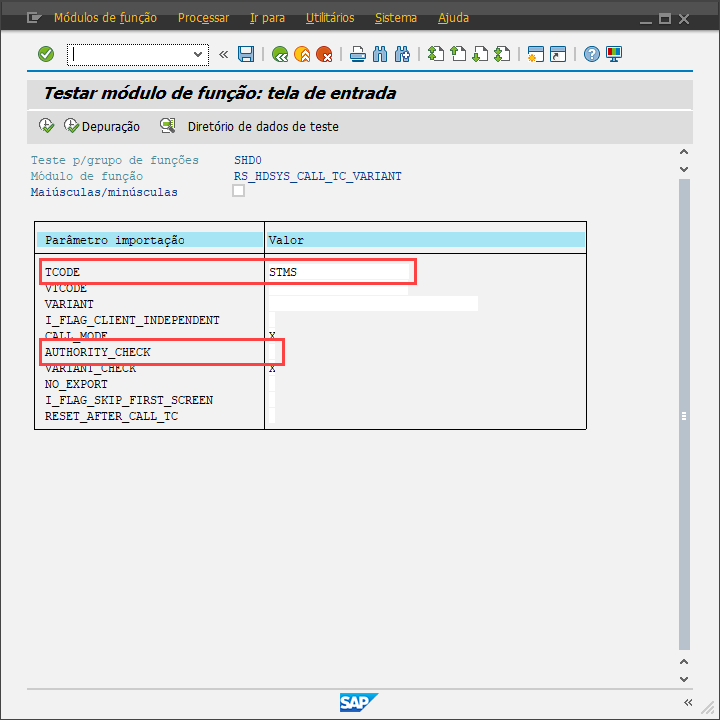 Módulos de função Processar Ir para Utilitários Sistema Ajuda
Testar módulo de função: tela de entrada
Depuração Diretório de dados de teste
Teste p/grupo de funções SHD0
Módulo de função RS_HDSYS_CALL_TC_VARIANT
Maiúsculas/minúsculas
Parâmetro importação Valor
TCODE STMS
VTCODE
VARIANT
I_FLAG_CLIENT_INDEPENDENT
CALL_MODE X
AUTHORITY_CHECK
VARIANT_CHECK X
NO_EXPORT
I_FLAG_SKIP_FIRST_SCREEN
RESET_AFTER_CALL_TC
SAP